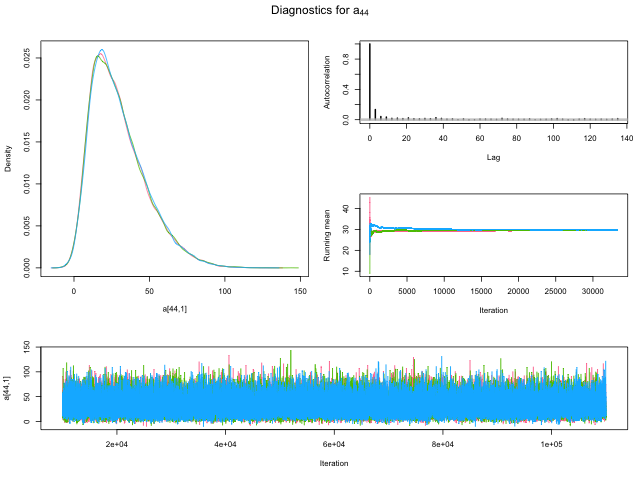 Diagnostics for a44
Density
0.000 0.005 0.010 0.015 0.020 0.025
0 50 100 150
a[44,1]
Autocorrelation
0.0 0.4 0.8
0 20 40 60 80 100 120 140
Lag
Running mean
10 20 30 40
0 5000 10000 15000 20000 25000 30000
Iteration
a[44,1]
0 50 100 150
2e+04 4e+04 6e+04 8e+04 1e+05
Iteration